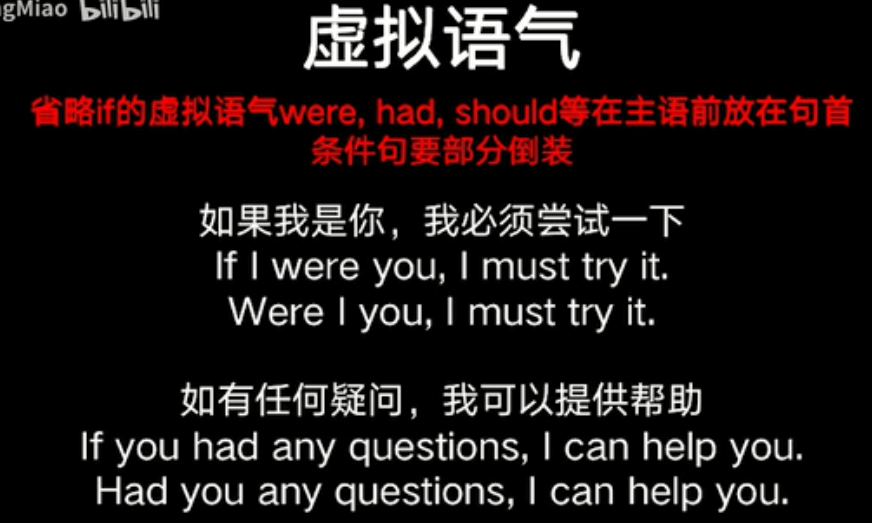 gMiao bilibili
虚拟语气
省略if的虚拟语气were, had, should等在主语前放在句首
条件句要部分倒装
如果我是你，我必须尝试一下
If I were you, I must try it.
Were I you, I must try it.
如有任何疑问，我可以提供帮助
If you had any questions, I can help you.
Had you any questions, I can help you.